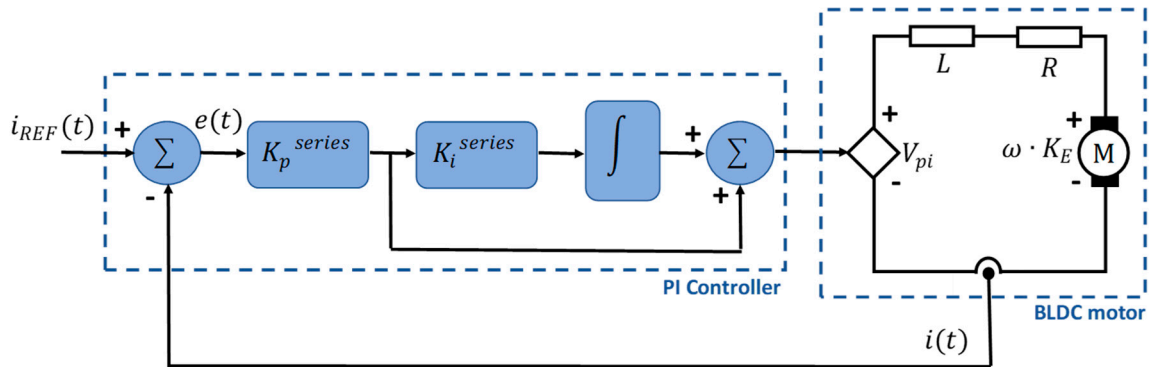 i_REF(t)
+
Σ
-
e(t)
K_p^series
K_i^series
∫
+
Σ
+
PI Controller
+
V_pi
-
L
R
+
ω · K_E
M
-
BLDC motor
i(t)